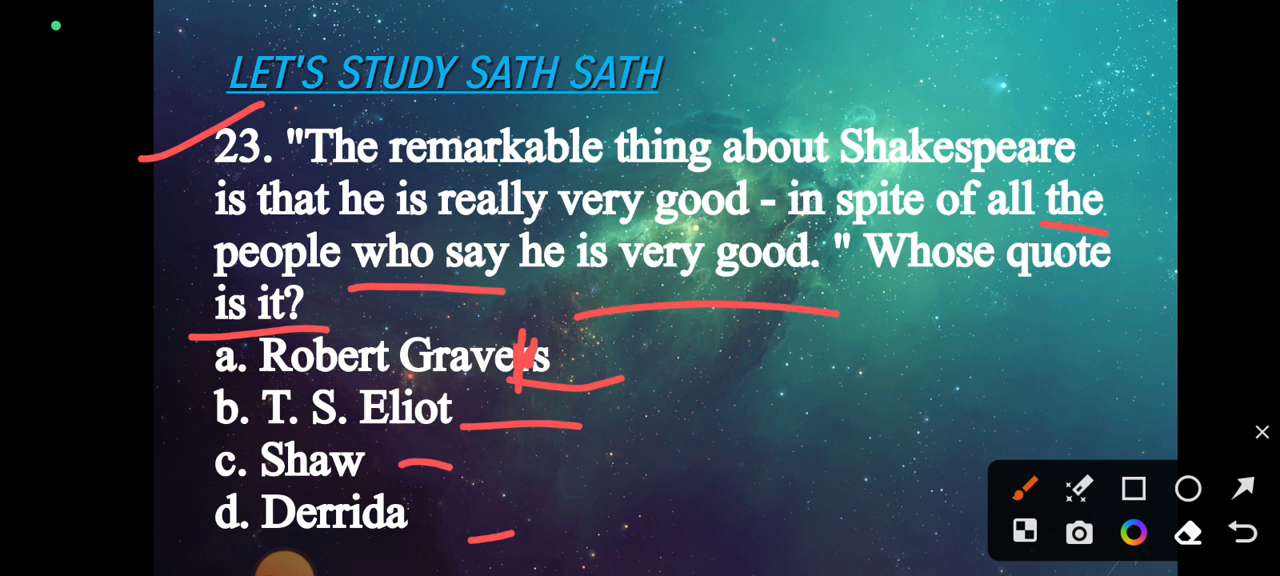 LET'S STUDY SATH SATH
23. "The remarkable thing about Shakespeare
is that he is really very good - in spite of all the
people who say he is very good. " Whose quote
is it?
a. Robert Gravers
b. T. S. Eliot
c. Shaw
d. Derrida